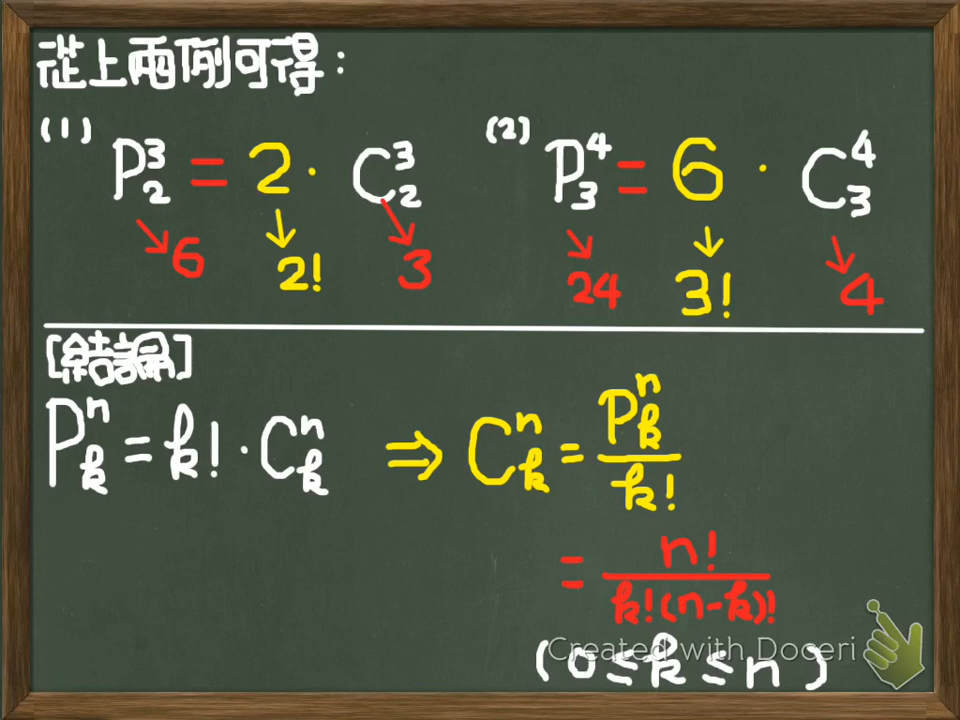 從上兩例可得：
(1) P³₂ = 2 · C³₂ (2) P⁴₃ = 6 · C⁴₃
↘6 ↓2! ↘3 ↘24 ↓3! ↘4
[結論]
Pⁿₖ = k! · Cⁿₖ ⇒ Cⁿₖ = Pⁿₖ / k!
= n! / k!(n-k)!
(0 ≤ k ≤ n)
Created with Doceri